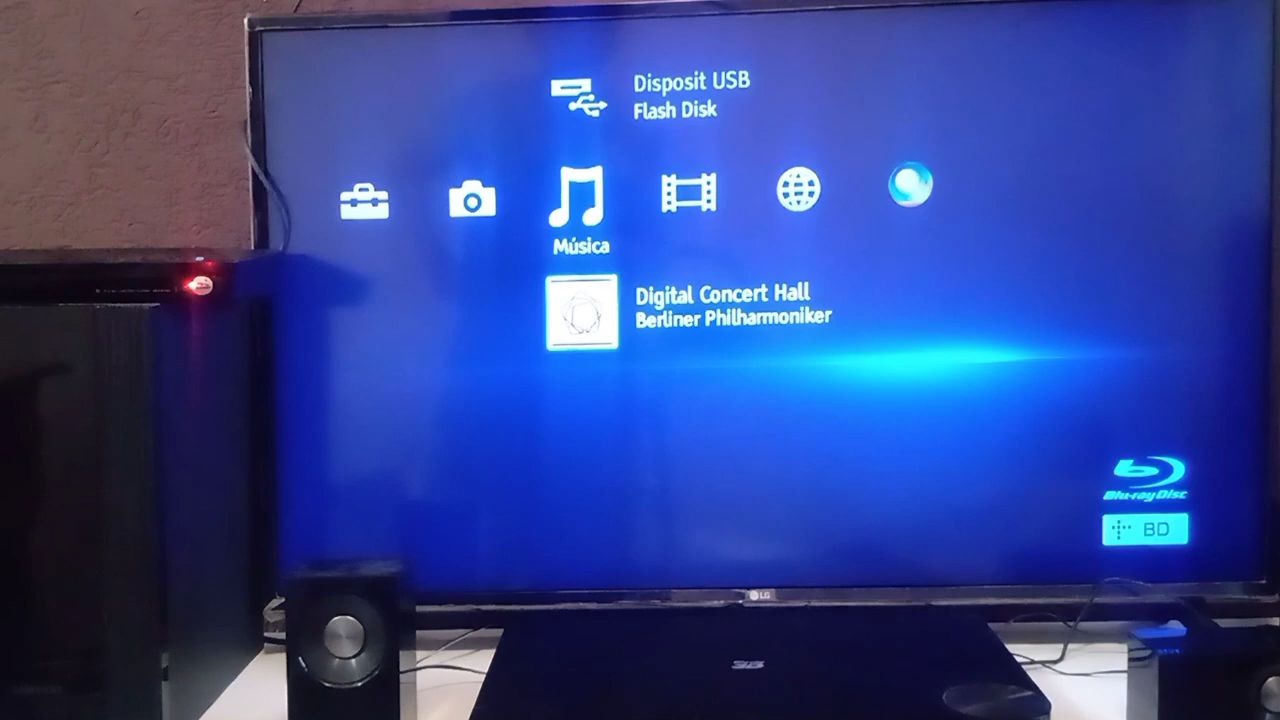 Disposit USB
Flash Disk
Música
Digital Concert Hall
Berliner Philharmoniker
Blu-ray Disc
BD
LG